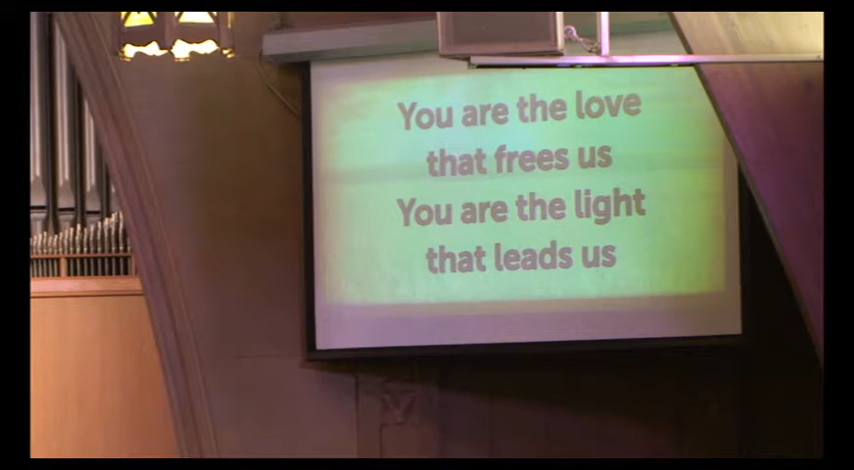 You are the love
that frees us
You are the light
that leads us